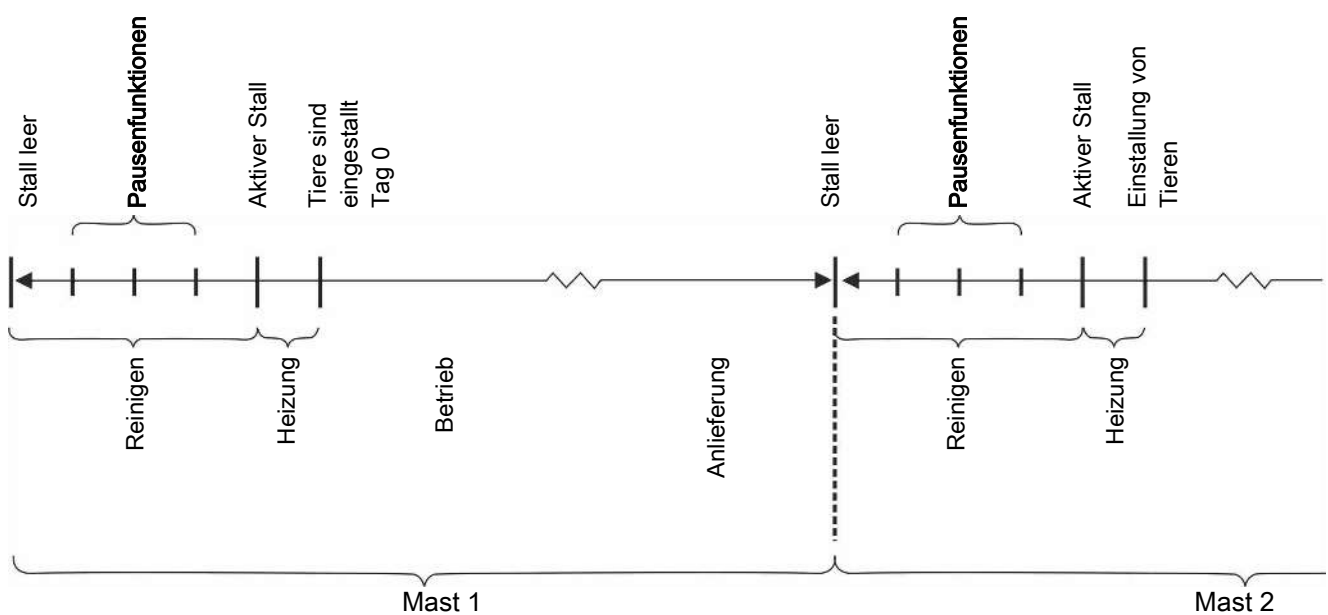 Stall leer
Pausenfunktionen
Aktiver Stall
Tiere sind
eingestallt
Tag 0
Stall leer
Pausenfunktionen
Aktiver Stall
Einstallung von
Tieren
Reinigen
Heizung
Betrieb
Anlieferung
Reinigen
Heizung
Mast 1
Mast 2